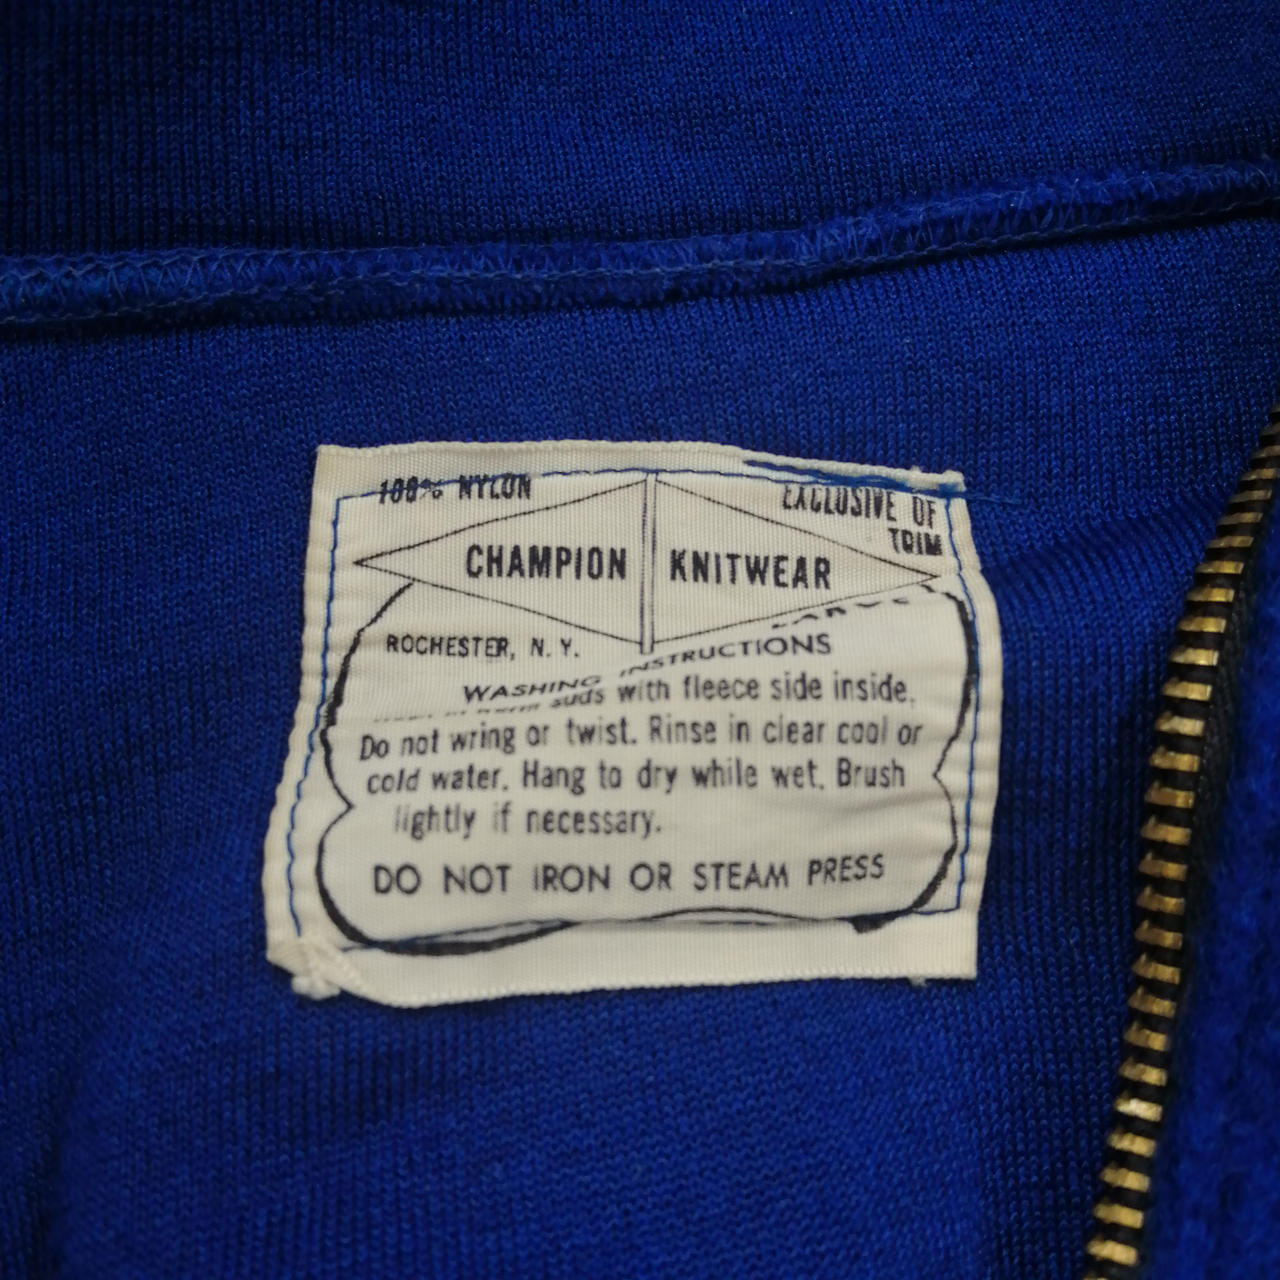 100% NYLON
EXCLUSIVE OF
TRIM
CHAMPION KNITWEAR
ROCHESTER, N. Y.
WASHING INSTRUCTIONS
suds with fleece side inside.
Do not wring or twist. Rinse in clear cool or
cold water. Hang to dry while wet. Brush
lightly if necessary.
DO NOT IRON OR STEAM PRESS